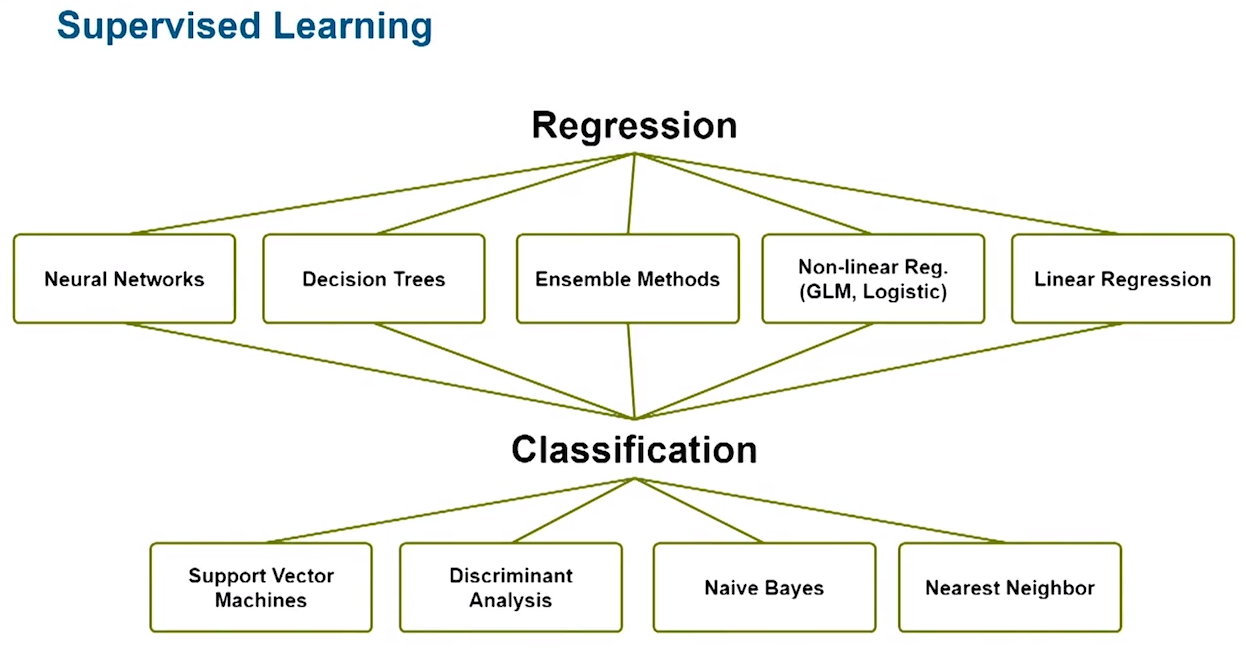 Supervised Learning
Regression
Neural Networks
Decision Trees
Ensemble Methods
Non-linear Reg.
(GLM, Logistic)
Linear Regression
Classification
Support Vector
Machines
Discriminant
Analysis
Naive Bayes
Nearest Neighbor